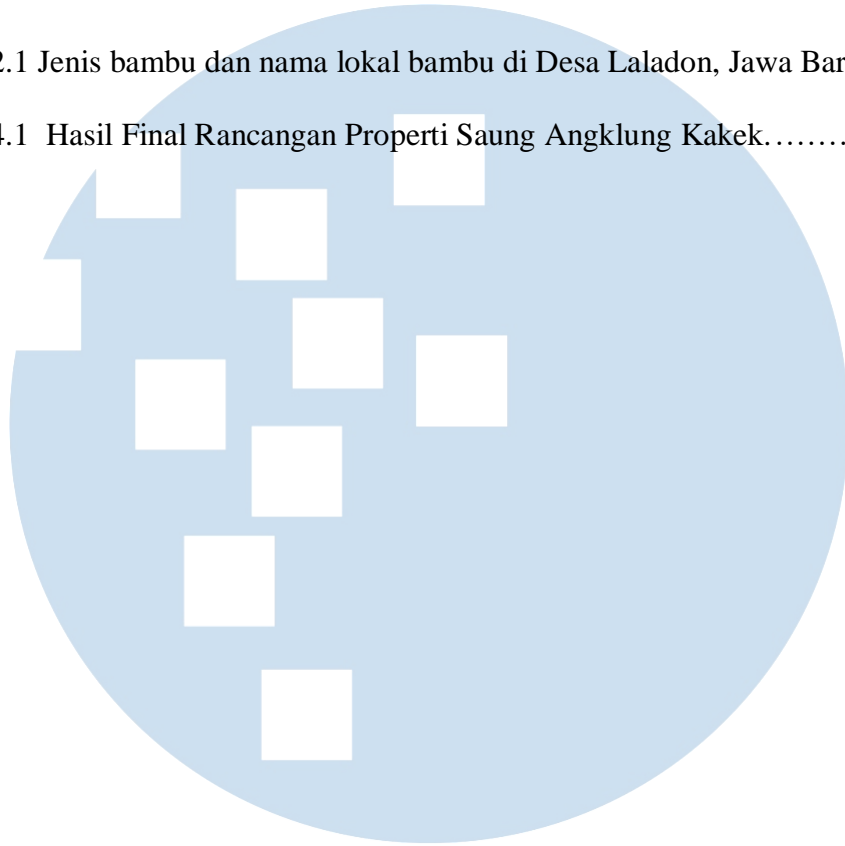 2.1 Jenis bambu dan nama lokal bambu di Desa Laladon, Jawa Bar
4.1 Hasil Final Rancangan Properti Saung Angklung Kakek.........